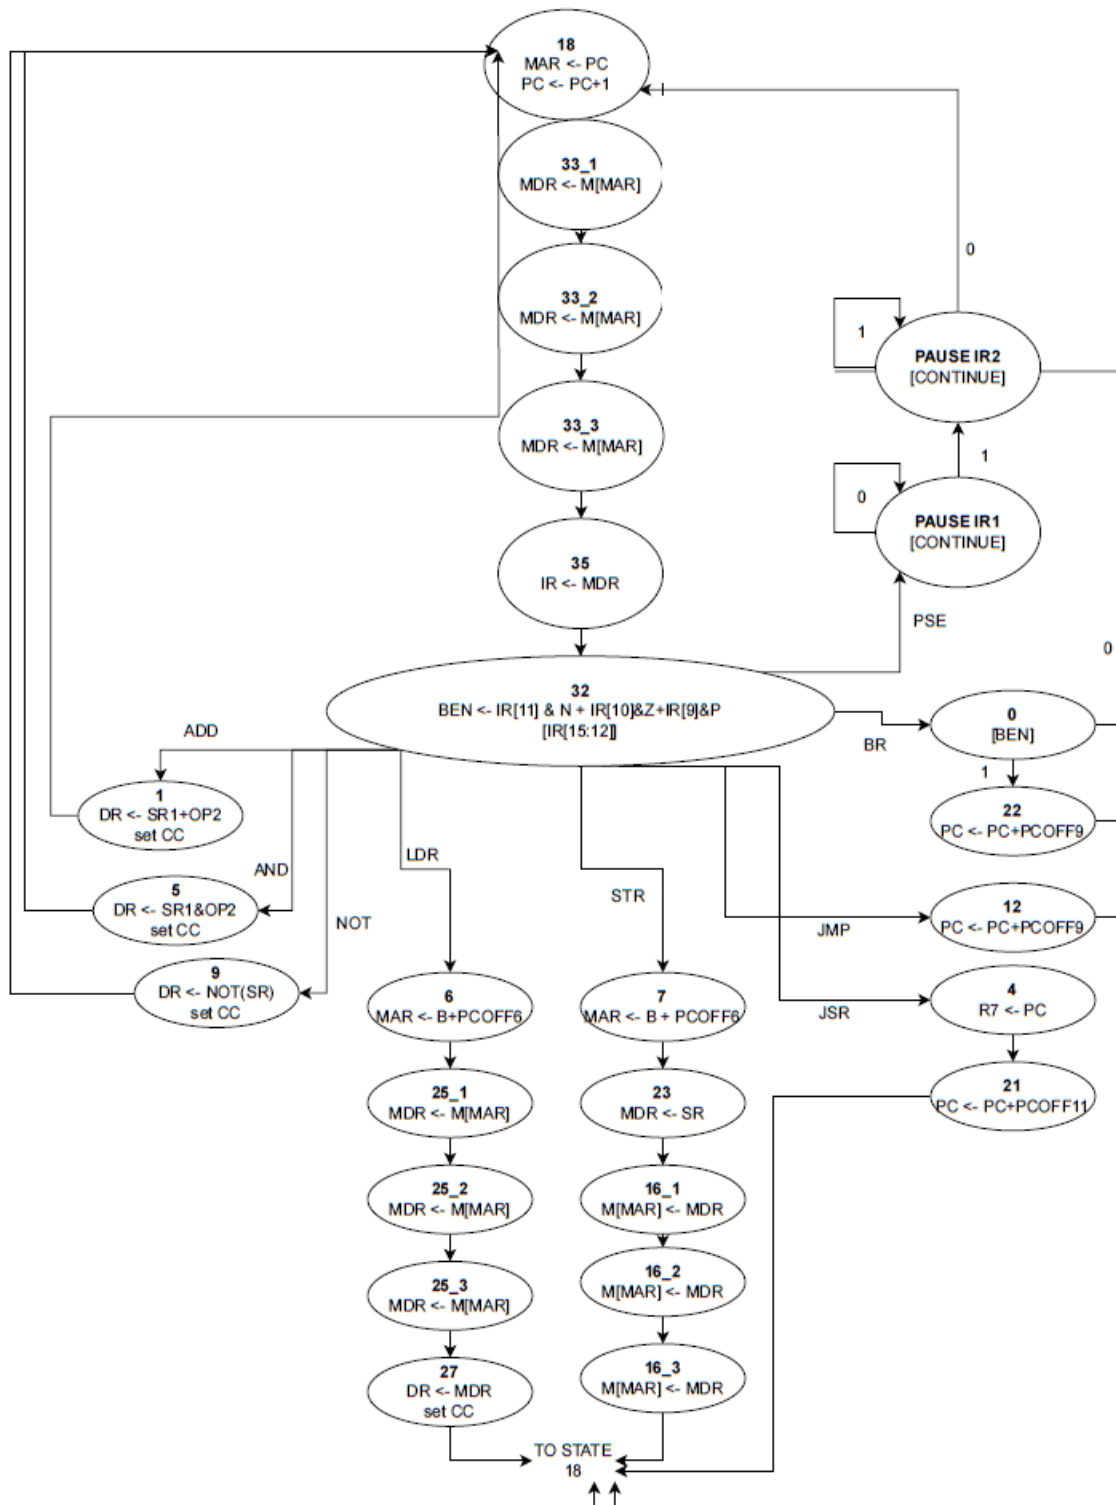 18
MAR <- PC
PC <- PC+1
33_1
MDR <- M[MAR]
0
33_2
MDR <- M[MAR]
1
PAUSE IR2
[CONTINUE]
33_3
MDR <- M[MAR]
1
0
PAUSE IR1
[CONTINUE]
35
IR <- MDR
PSE
0
32
BEN <- IR[11] & N + IR[10]&Z+IR[9]&P
[IR[15:12]]
ADD
BR
0
[BEN]
1
1
DR <- SR1+OP2
set CC
22
PC <- PC+PCOFF9
LDR
AND
STR
5
DR <- SR1&OP2
set CC
NOT
JMP
12
PC <- PC+PCOFF9
9
DR <- NOT(SR)
set CC
6
MAR <- B+PCOFF6
7
MAR <- B + PCOFF6
JSR
4
R7 <- PC
25_1
MDR <- M[MAR]
23
MDR <- SR
21
PC <- PC+PCOFF11
25_2
MDR <- M[MAR]
16_1
M[MAR] <- MDR
25_3
MDR <- M[MAR]
16_2
M[MAR] <- MDR
27
DR <- MDR
set CC
16_3
M[MAR] <- MDR
TO STATE
18